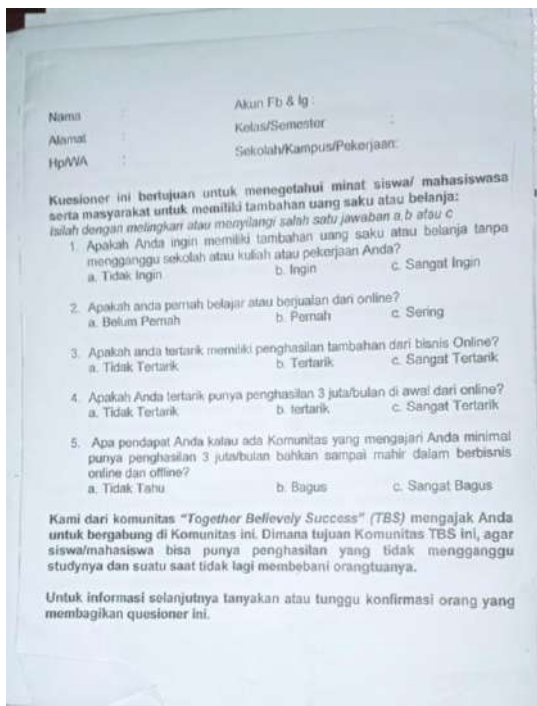 Nama :
Akun Fb & Ig :
Alamat :
Kelas/Semester :
Hp/WA :
Sekolah/Kampus/Pekerjaan:
Kuesioner ini bertujuan untuk menegetahui minat siswa/ mahasiswasa
serta masyarakat untuk memiliki tambahan uang saku atau belanja:
Isilah dengan melingkari atau menyilangi salah satu jawaban a,b atau c
1. Apakah Anda ingin memiliki tambahan uang saku atau belanja tanpa
mengganggu sekolah atau kuliah atau pekerjaan Anda?
a. Tidak Ingin b. Ingin c. Sangat Ingin
2. Apakah anda pernah belajar atau berjualan dari online?
a. Belum Pernah b. Pernah c. Sering
3. Apakah anda tertarik memiliki penghasilan tambahan dari bisnis Online?
a. Tidak Tertarik b. Tertarik c. Sangat Tertarik
4. Apakah Anda tertarik punya penghasilan 3 juta/bulan di awal dari online?
a. Tidak Tertarik b. tertarik c. Sangat Tertarik
5. Apa pendapat Anda kalau ada Komunitas yang mengajari Anda minimal
punya penghasilan 3 juta/bulan bahkan sampai mahir dalam berbisnis
online dan offline?
a. Tidak Tahu b. Bagus c. Sangat Bagus
Kami dari komunitas "Together Believely Success" (TBS) mengajak Anda
untuk bergabung di Komunitas ini. Dimana tujuan Komunitas TBS ini, agar
siswa/mahasiswa bisa punya penghasilan yang tidak mengganggu
studynya dan suatu saat tidak lagi membebani orangtuanya.
Untuk informasi selanjutnya tanyakan atau tunggu konfirmasi orang yang
membagikan quesioner ini.